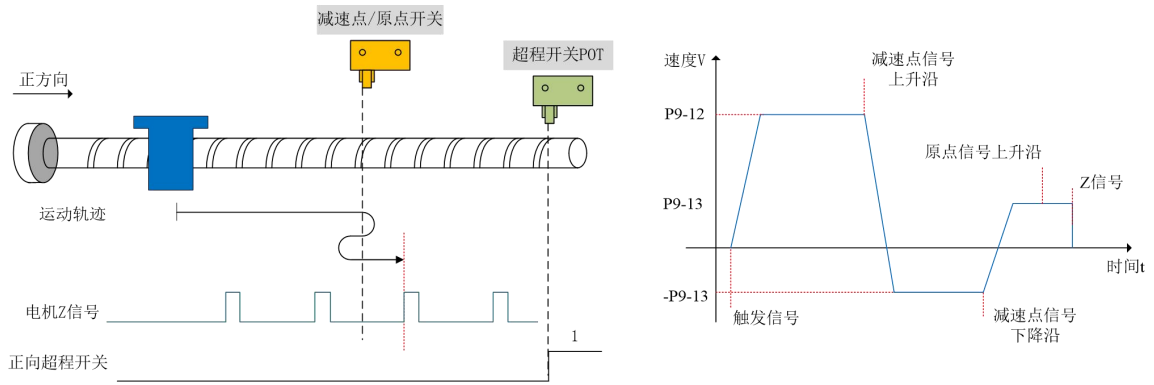 减速点/原点开关
超程开关POT
正方向
运动轨迹
电机Z信号
正向超程开关
1
速度V
减速点信号
上升沿
P9-12
原点信号上升沿
Z信号
P9-13
时间t
-P9-13
触发信号
减速点信号
下降沿